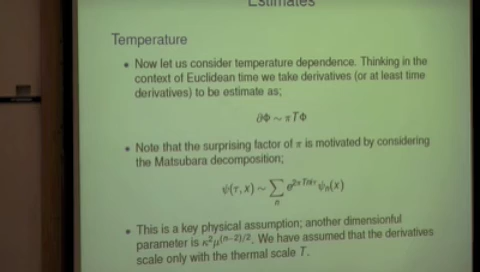 Estimates
Temperature
• Now let us consider temperature dependence. Thinking in the
context of Euclidean time we take derivatives (or at least time
derivatives) to be estimate as;
∂Φ ∼ πTΦ
• Note that the surprising factor of π is motivated by considering
the Matsubara decomposition;
ψ(τ, x) ∼ ∑ e^{2πTnτ} ψ_n(x)
n
• This is a key physical assumption; another dimensionful
parameter is κ²μ^{(n−2)/2}. We have assumed that the derivatives
scale only with the thermal scale T.